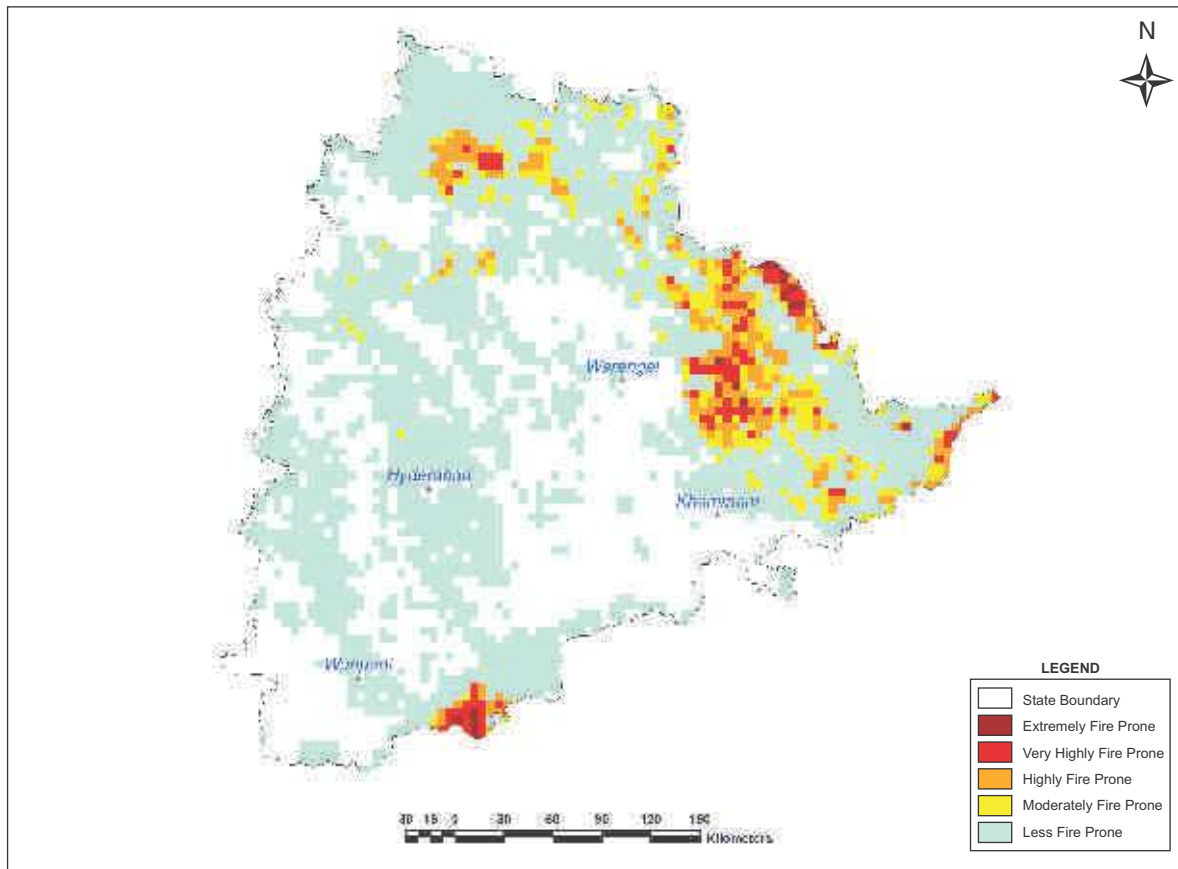 N
Warangal
Hyderabad
Khammam
LEGEND
State Boundary
Extremely Fire Prone
Very Highly Fire Prone
Highly Fire Prone
Moderately Fire Prone
Less Fire Prone
30 15 0 30 60 90 120 150
Kilometers